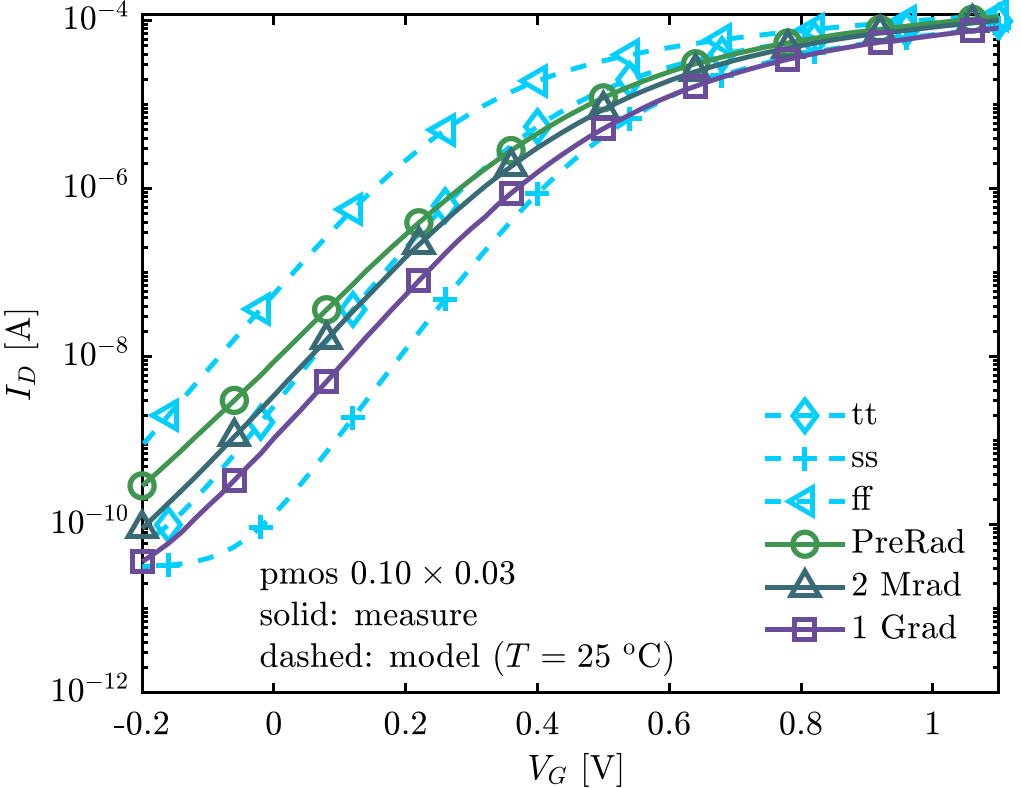 10⁻⁴
10⁻⁶
10⁻⁸
10⁻¹⁰
10⁻¹²
I_D [A]
tt
ss
ff
PreRad
2 Mrad
1 Grad
pmos 0.10 × 0.03
solid: measure
dashed: model (T = 25 ºC)
-0.2 0 0.2 0.4 0.6 0.8 1
V_G [V]